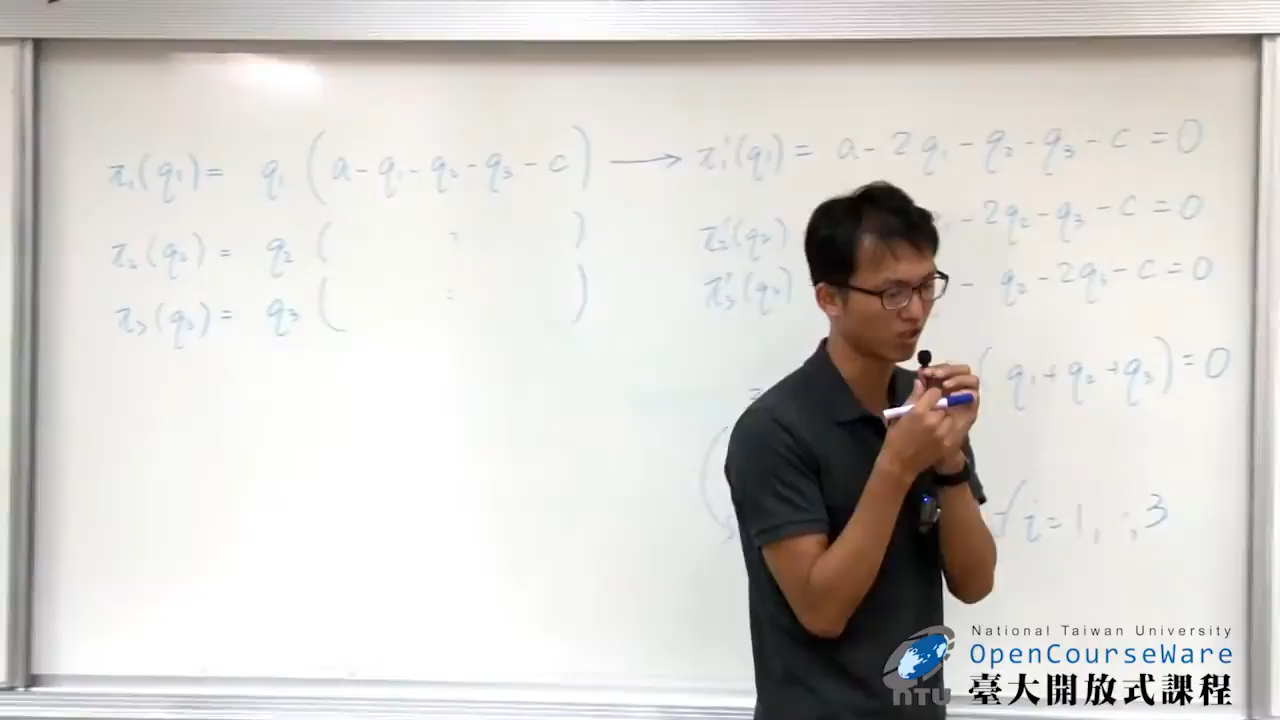 π₁(q₁) = q₁ (a - q₁ - q₂ - q₃ - c) → π₁'(q₁) = a - 2q₁ - q₂ - q₃ - c = 0
π₂(q₂) = q₂ ( " ) π₂'(q₂) - 2q₂ - q₃ - c = 0
π₃(q₃) = q₃ ( " ) π₃'(q₃) - q₂ - 2q₃ - c = 0
(q₁ + q₂ + q₃) = 0
i = 1, , 3
National Taiwan University
OpenCourseWare
NTU 臺大開放式課程